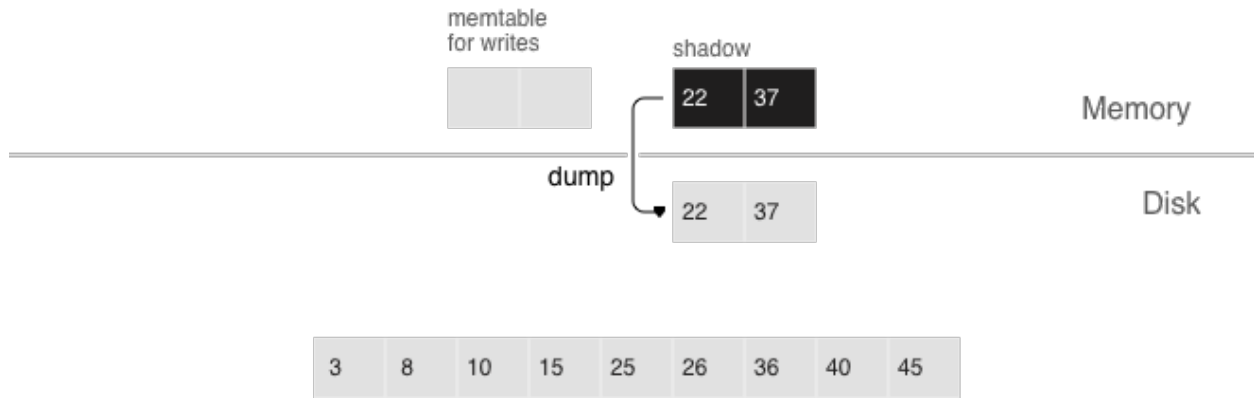 memtable
for writes
shadow
22 37
Memory
dump
Disk
22 37
3 8 10 15 25 26 36 40 45